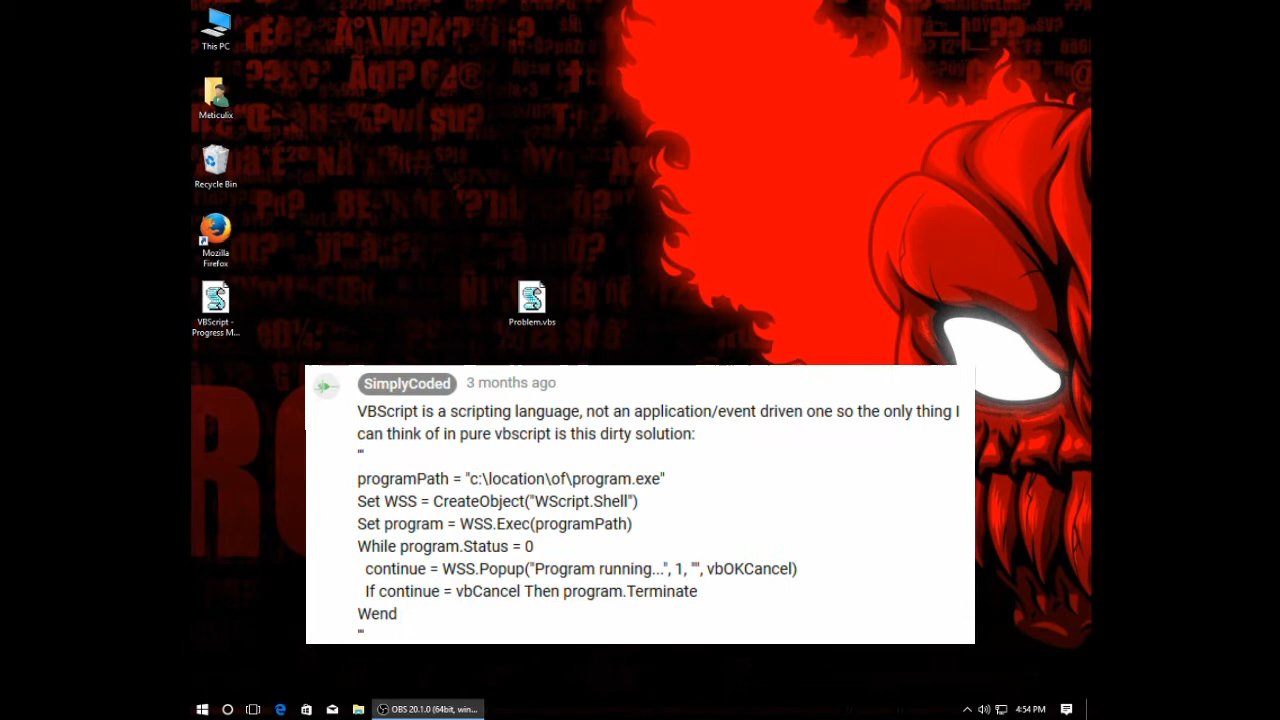 This PC
Meticulix
Recycle Bin
Mozilla
Firefox
VBScript -
Progress M...
Problem.vbs
SimplyCoded 3 months ago
VBScript is a scripting language, not an application/event driven one so the only thing I
can think of in pure vbscript is this dirty solution:
'''
programPath = "c:\location\of\program.exe"
Set WSS = CreateObject("WScript.Shell")
Set program = WSS.Exec(programPath)
While program.Status = 0
continue = WSS.Popup("Program running...", 1, "", vbOKCancel)
If continue = vbCancel Then program.Terminate
Wend
'''
OBS 20.1.0 (64bit, win...
4:54 PM